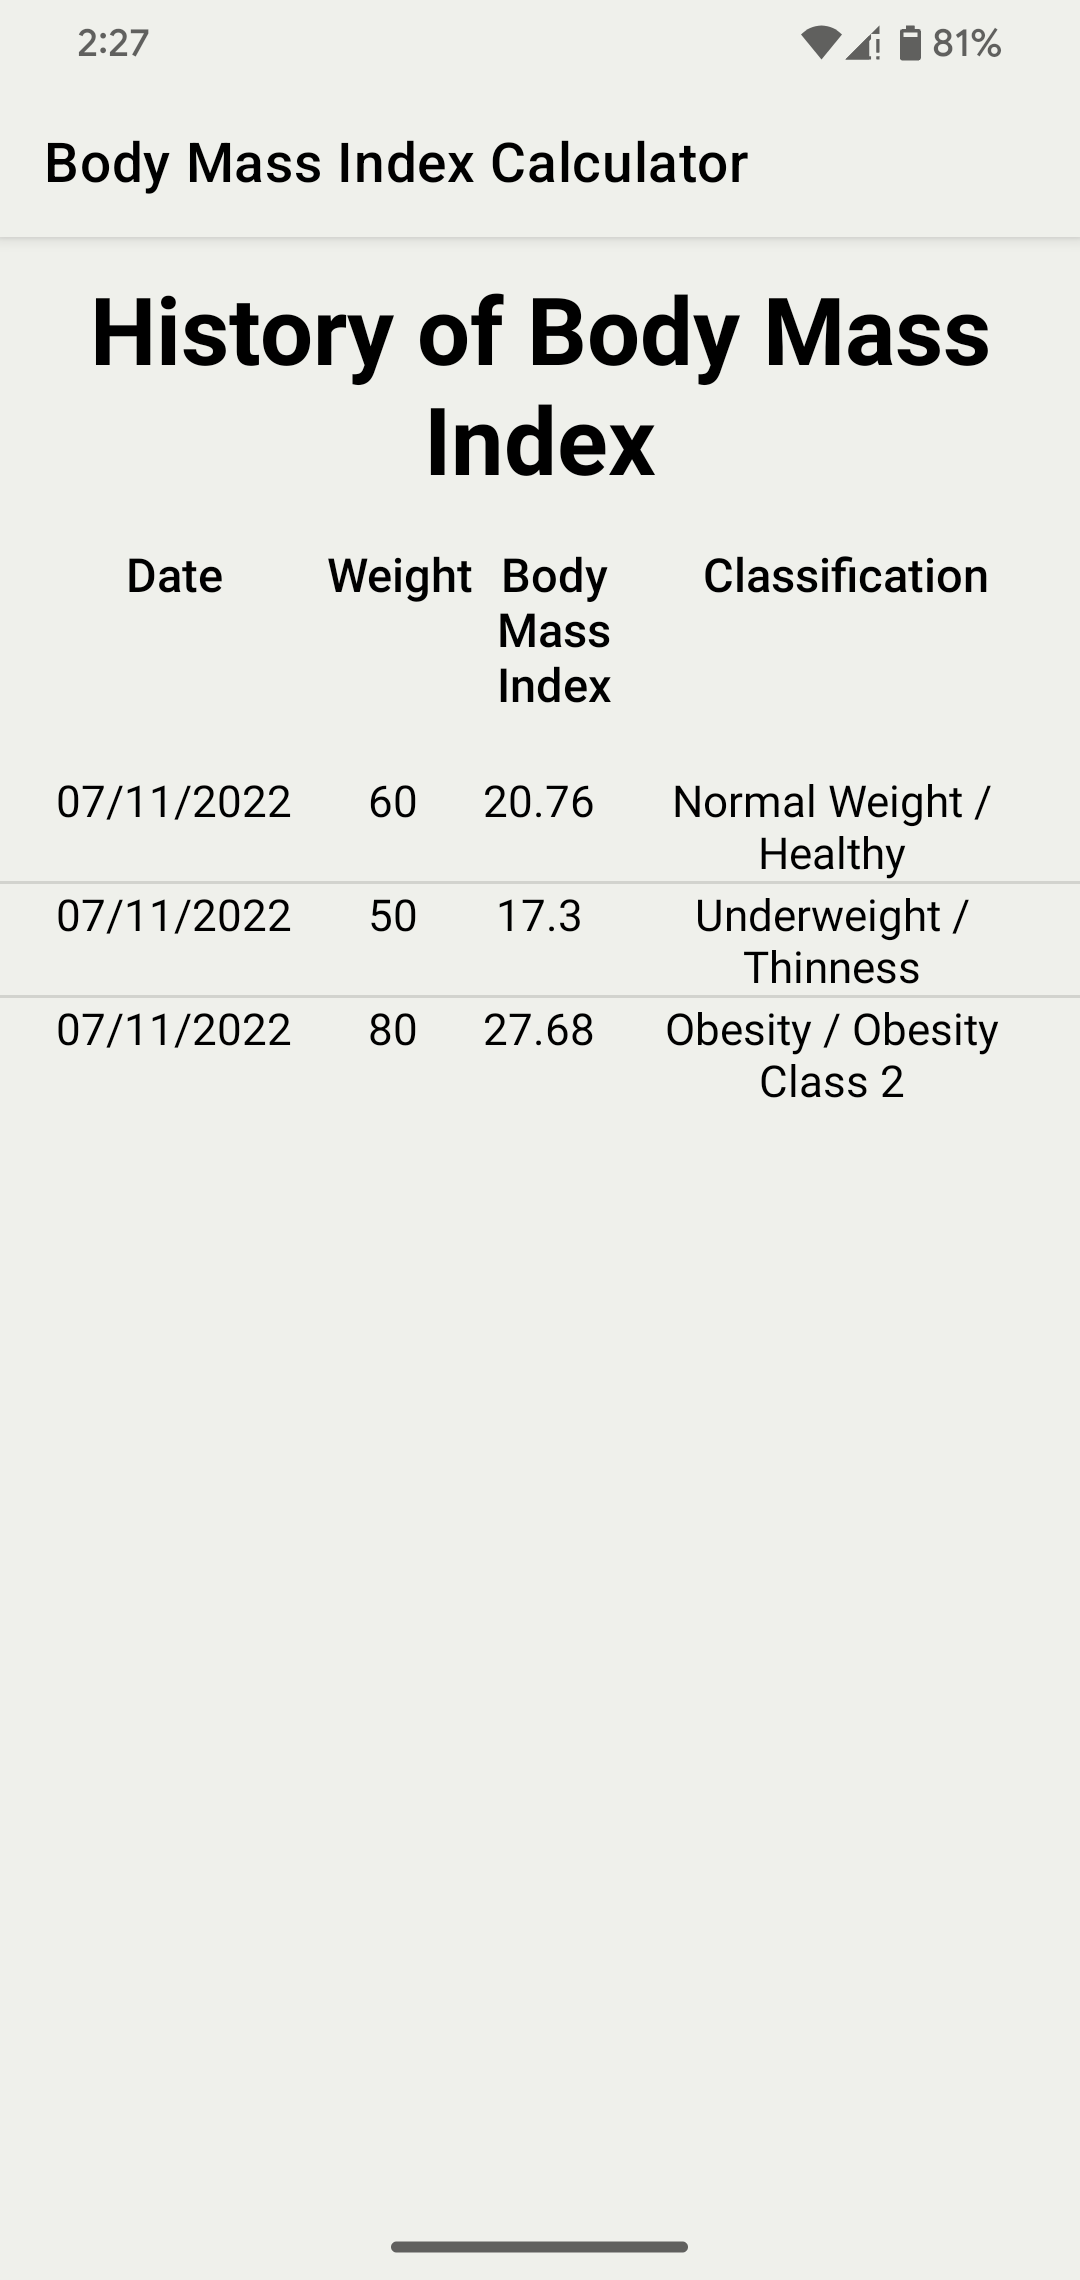 2:27 81%
Body Mass Index Calculator
History of Body Mass
Index
Date Weight Body Classification
Mass
Index
07/11/2022 60 20.76 Normal Weight /
Healthy
07/11/2022 50 17.3 Underweight /
Thinness
07/11/2022 80 27.68 Obesity / Obesity
Class 2